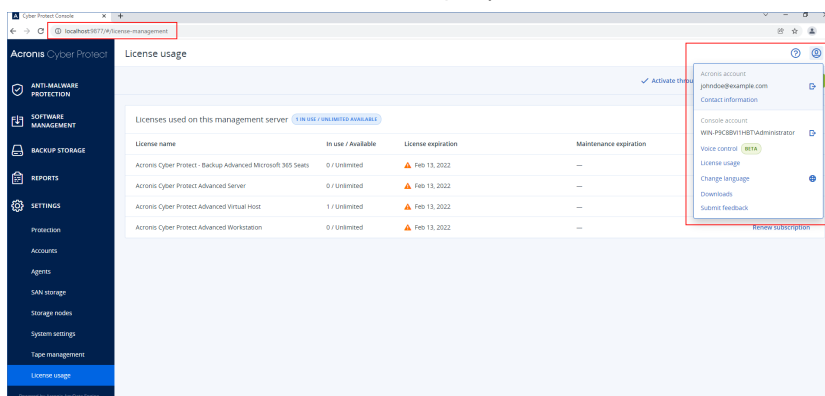 Cyber Protect Console
localhost:9877/#/license-management
Acronis Cyber Protect
License usage
Activate throu
ANTI-MALWARE
PROTECTION
SOFTWARE
MANAGEMENT
BACKUP STORAGE
REPORTS
SETTINGS
Protection
Accounts
Agents
SAN storage
Storage nodes
System settings
Tape management
License usage
Licenses used on this management server 1 IN USE / UNLIMITED AVAILABLE
License name In use / Available License expiration Maintenance expiration
Acronis Cyber Protect - Backup Advanced Microsoft 365 Seats 0 / Unlimited Feb 13, 2022 —
Acronis Cyber Protect Advanced Server 0 / Unlimited Feb 13, 2022 —
Acronis Cyber Protect Advanced Virtual Host 1 / Unlimited Feb 13, 2022 —
Acronis Cyber Protect Advanced Workstation 0 / Unlimited Feb 13, 2022 — Renew subscription
Acronis account
johndoe@example.com
Contact information
Console account
WIN-P9C8BVI1HBT\Administrator
Voice control BETA
License usage
Change language
Downloads
Submit feedback